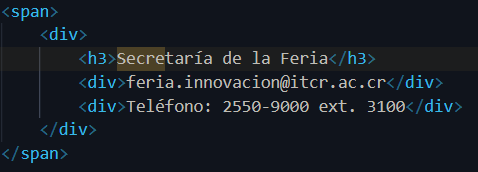 <span>
<div>
<h3>Secretaría de la Feria</h3>
<div>feria.innovacion@itcr.ac.cr</div>
<div>Teléfono: 2550-9000 ext. 3100</div>
</div>
</span>